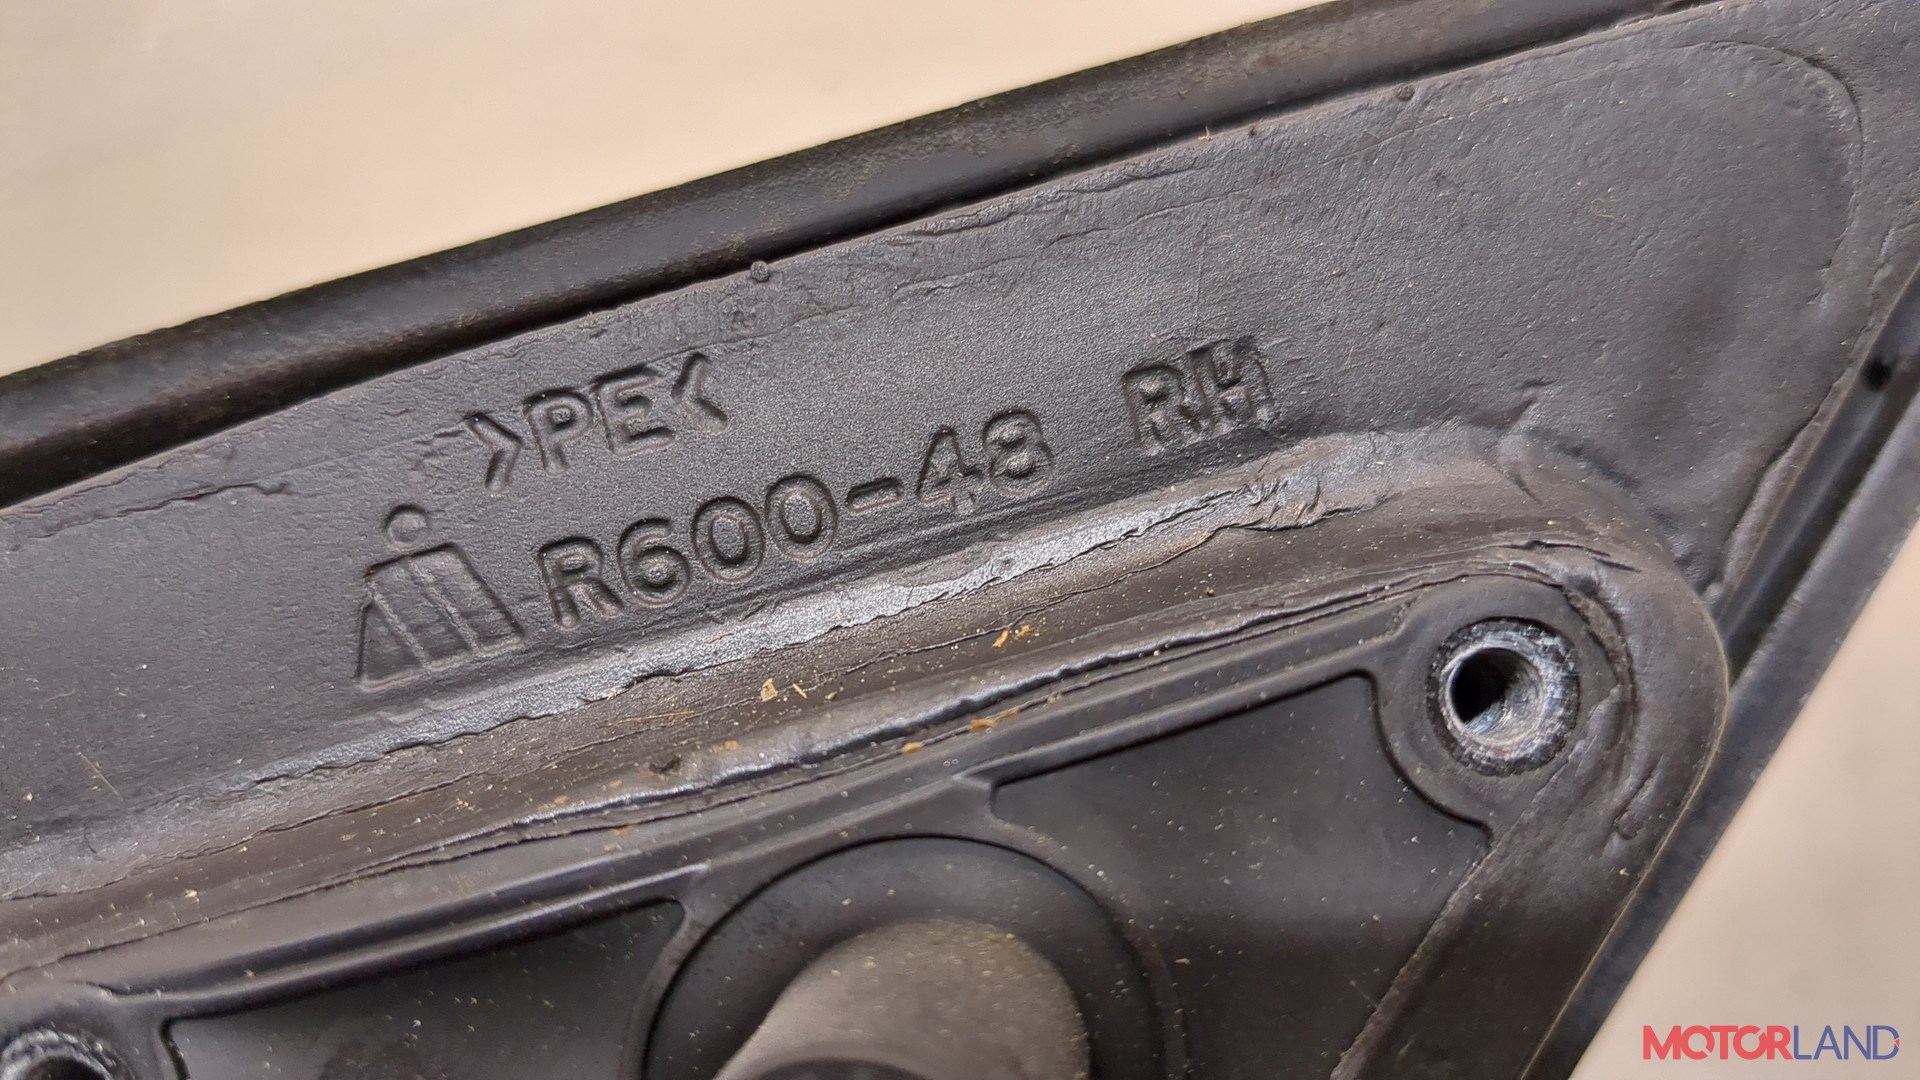 >PE<
R600-48 RH
MOTORLAND